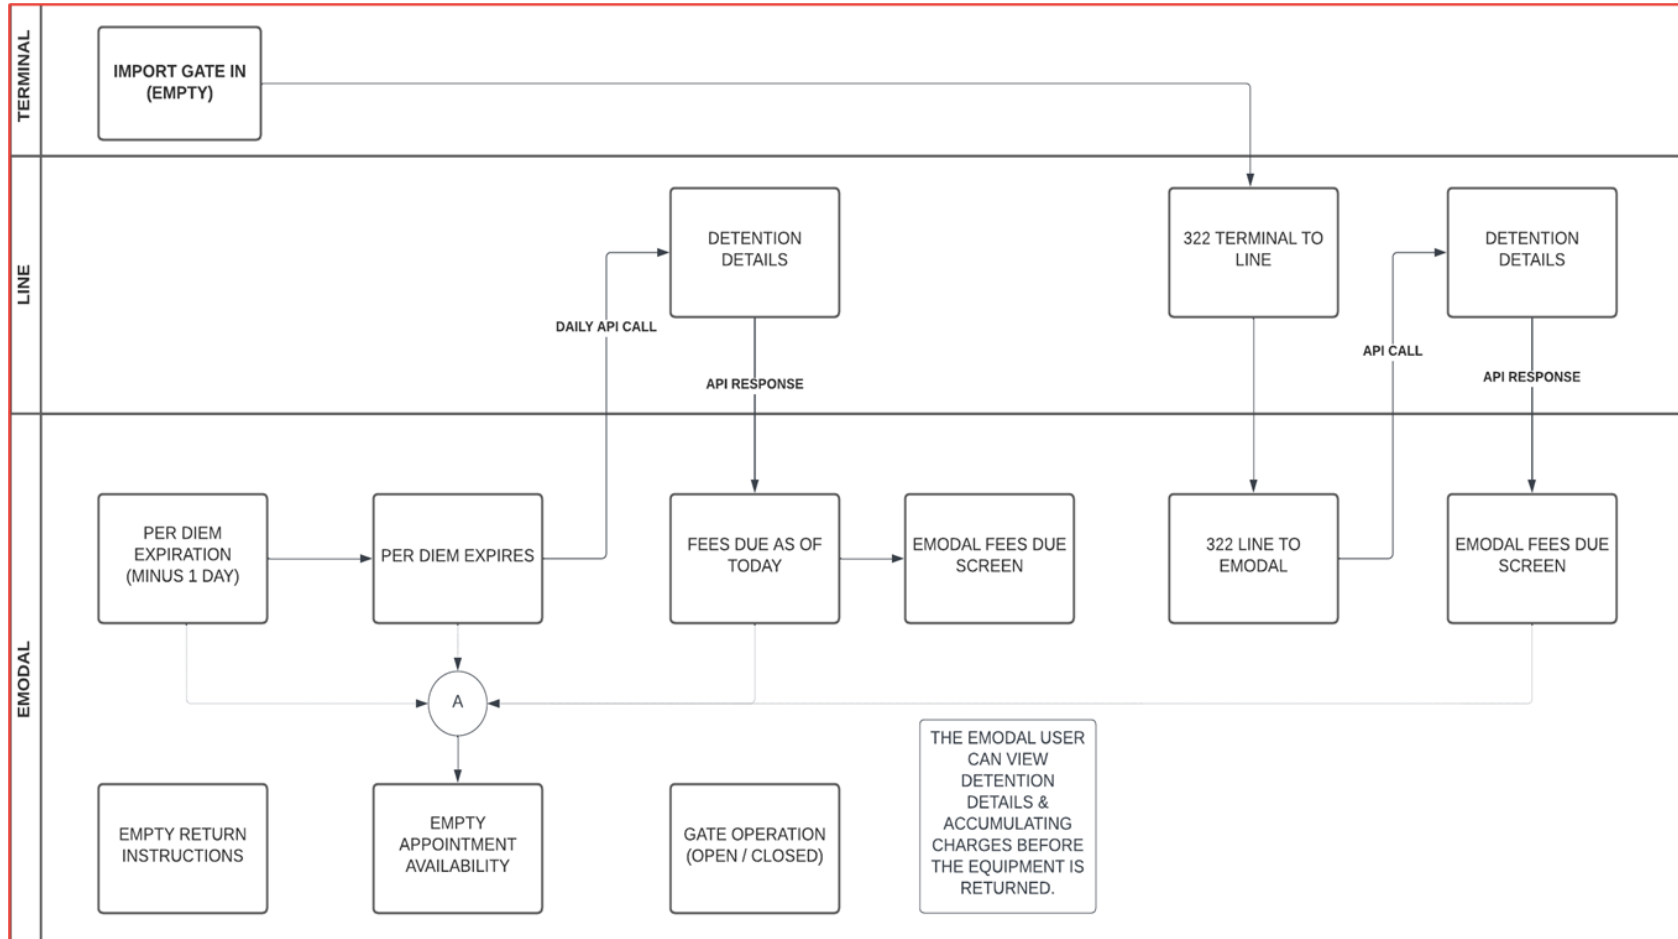 TERMINAL
IMPORT GATE IN
(EMPTY)
LINE
DETENTION
DETAILS
322 TERMINAL TO
LINE
DETENTION
DETAILS
DAILY API CALL
API RESPONSE
API CALL
API RESPONSE
EMODAL
PER DIEM
EXPIRATION
(MINUS 1 DAY)
PER DIEM EXPIRES
FEES DUE AS OF
TODAY
EMODAL FEES DUE
SCREEN
322 LINE TO
EMODAL
EMODAL FEES DUE
SCREEN
A
EMPTY RETURN
INSTRUCTIONS
EMPTY
APPOINTMENT
AVAILABILITY
GATE OPERATION
(OPEN / CLOSED)
THE EMODAL USER
CAN VIEW
DETENTION
DETAILS &
ACCUMULATING
CHARGES BEFORE
THE EQUIPMENT IS
RETURNED.